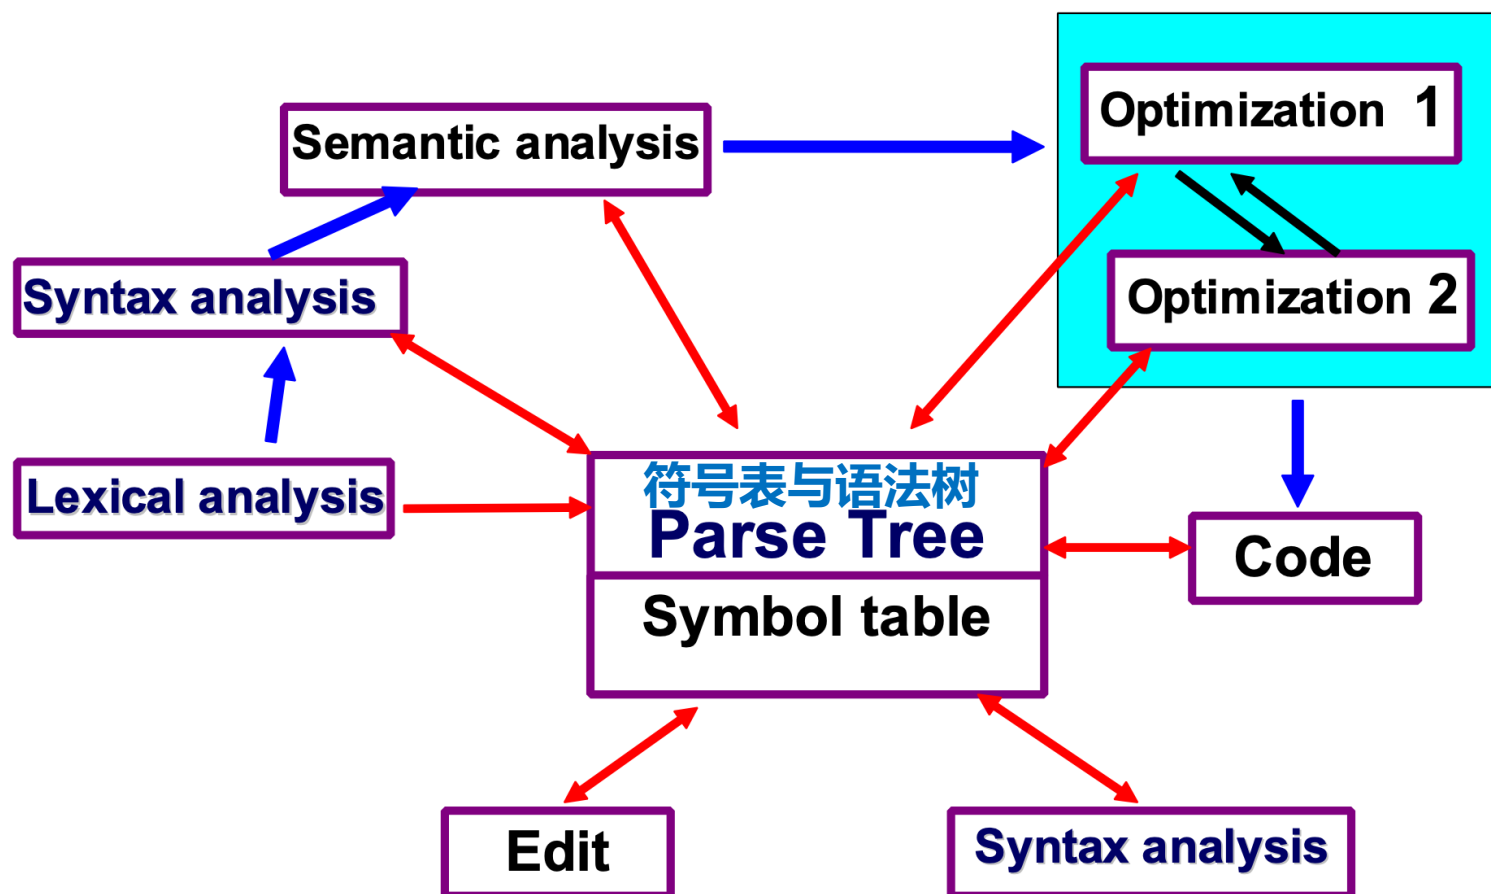 Optimization 1
Semantic analysis
Optimization 2
Syntax analysis
Lexical analysis
符号表与语法树
Parse Tree
Code
Symbol table
Edit
Syntax analysis